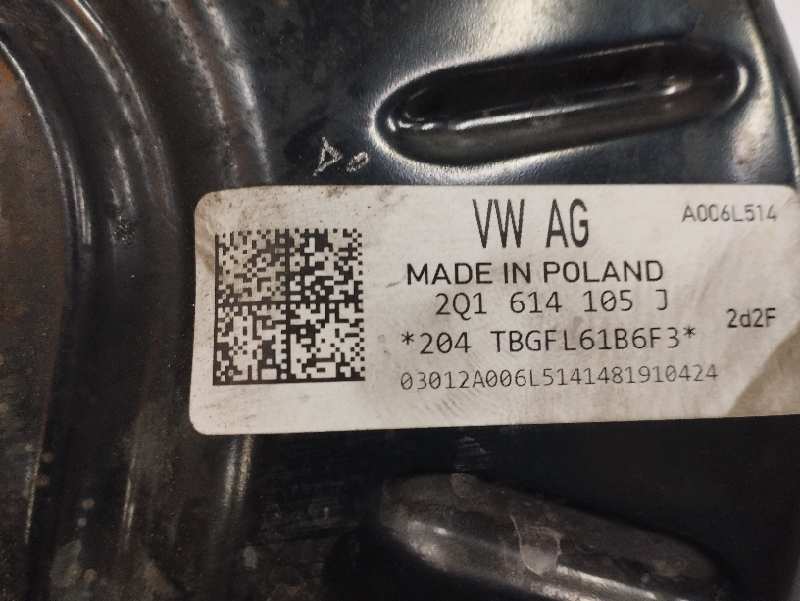 VW AG
A006L514
MADE IN POLAND
2Q1 614 105 J
2d2F
*204 TBGFL61B6F3*
03012A006L5141481910424